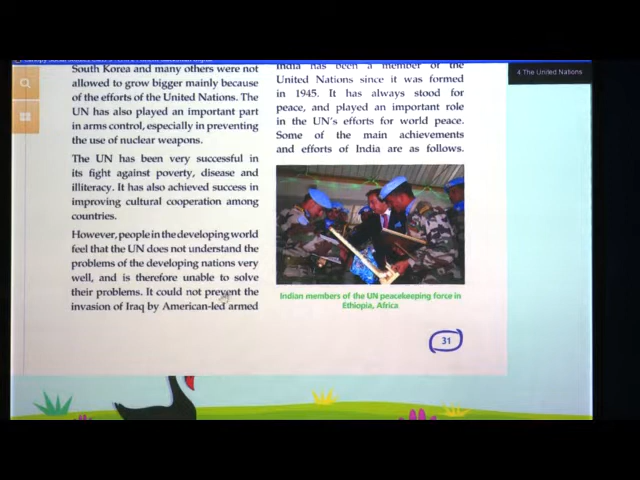 4 The United Nations
South Korea and many others were not
allowed to grow bigger mainly because
of the efforts of the United Nations. The
UN has also played an important part
in arms control, especially in preventing
the use of nuclear weapons.
The UN has been very successful in
its fight against poverty, disease and
illiteracy. It has also achieved success in
improving cultural cooperation among
countries.
However, people in the developing world
feel that the UN does not understand the
problems of the developing nations very
well, and is therefore unable to solve
their problems. It could not prevent the
invasion of Iraq by American-led armed
India has been a member of the
United Nations since it was formed
in 1945. It has always stood for
peace, and played an important role
in the UN's efforts for world peace.
Some of the main achievements
and efforts of India are as follows.
Indian members of the UN peacekeeping force in
Ethiopia, Africa
31